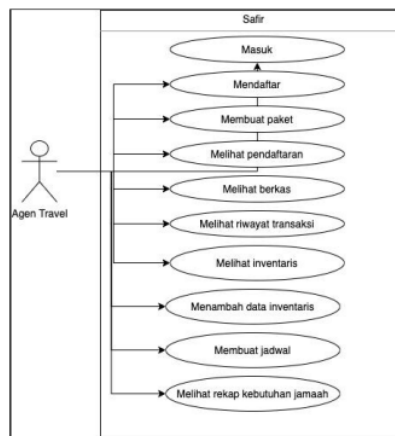 Safir
Masuk
Mendaftar
Membuat paket
Melihat pendaftaran
Melihat berkas
Agen Travel
Melihat riwayat transaksi
Melihat inventaris
Menambah data inventaris
Membuat jadwal
Melihat rekap kebutuhan jamaah